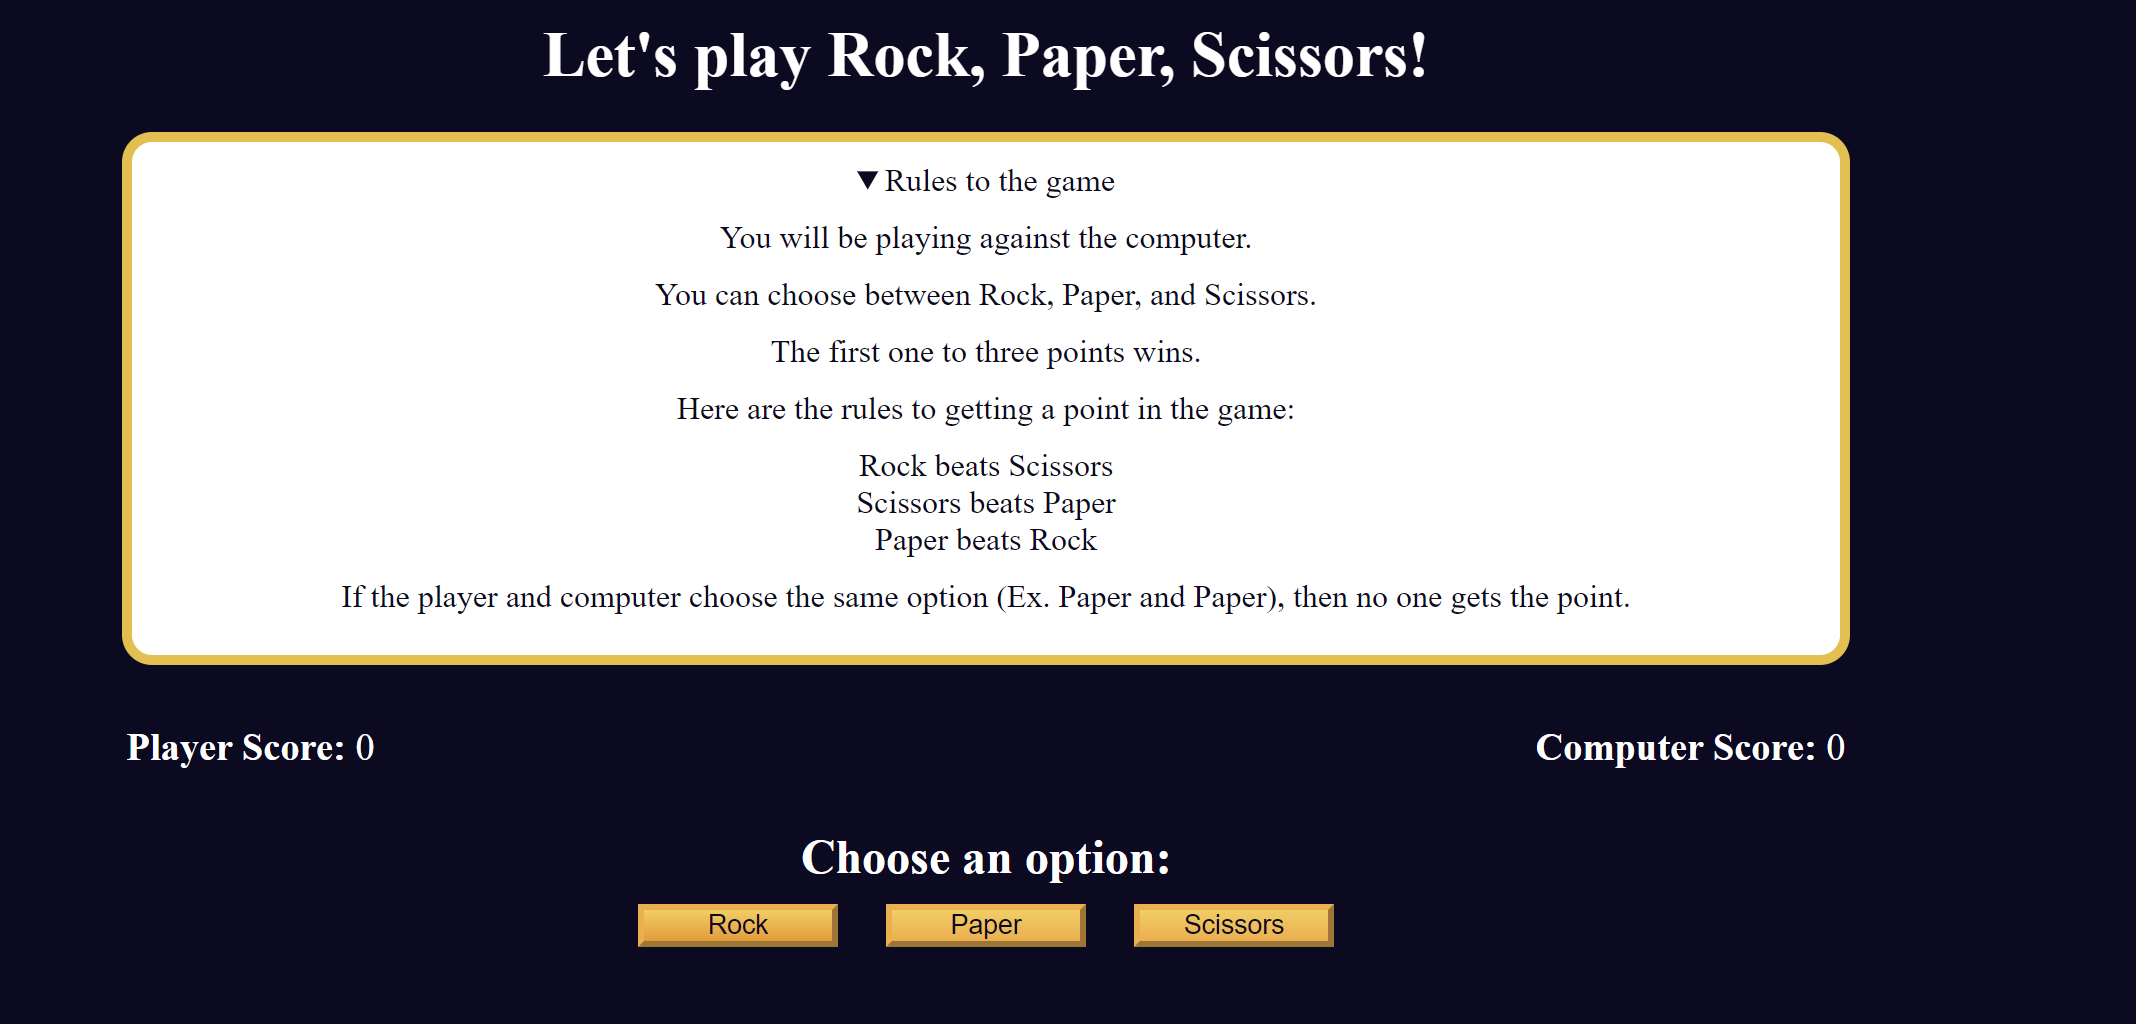 Let's play Rock, Paper, Scissors!
Rules to the game
You will be playing against the computer.
You can choose between Rock, Paper, and Scissors.
The first one to three points wins.
Here are the rules to getting a point in the game:
Rock beats Scissors
Scissors beats Paper
Paper beats Rock
If the player and computer choose the same option (Ex. Paper and Paper), then no one gets the point.
Player Score: 0
Computer Score: 0
Choose an option:
Rock
Paper
Scissors